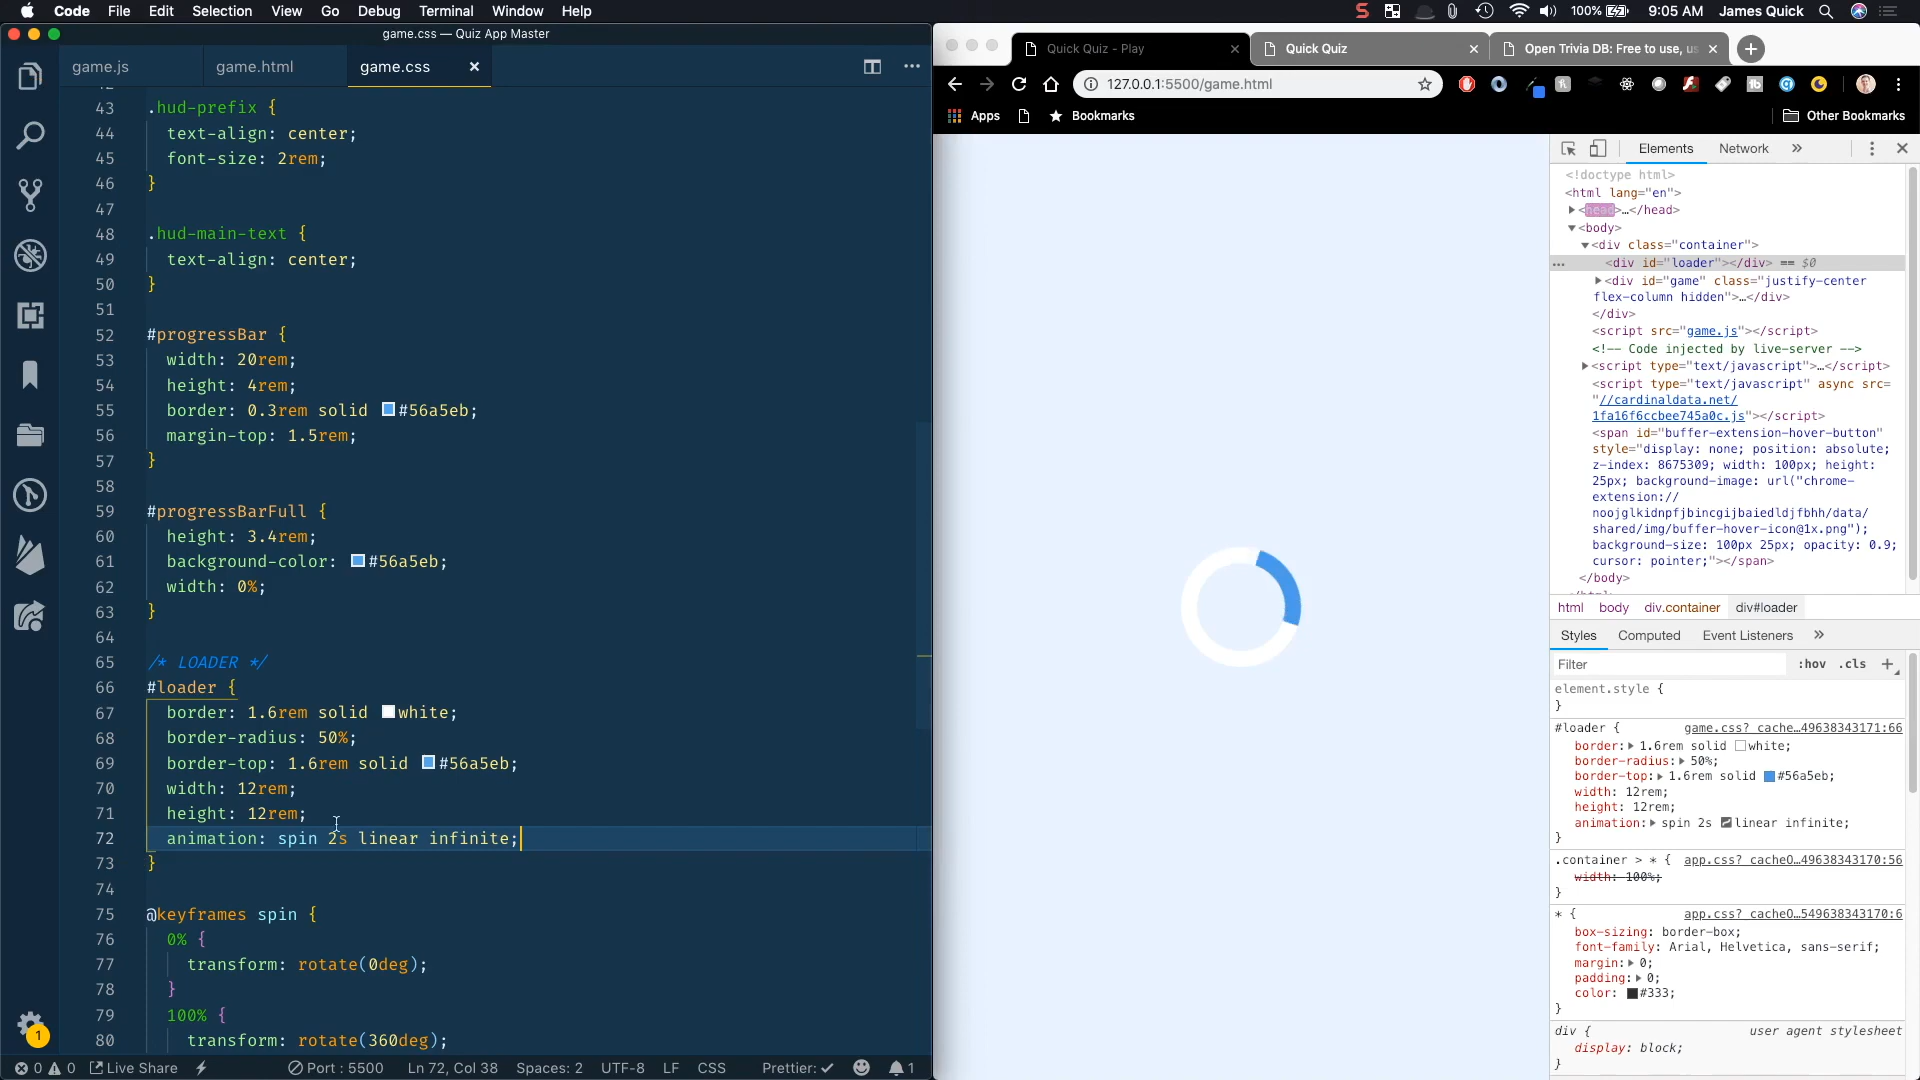 Code File Edit Selection View Go Debug Terminal Window Help
100% 9:05 AM James Quick
game.css — Quiz App Master
game.js game.html game.css
43 .hud-prefix {
44 text-align: center;
45 font-size: 2rem;
46 }
47
48 .hud-main-text {
49 text-align: center;
50 }
51
52 #progressBar {
53 width: 20rem;
54 height: 4rem;
55 border: 0.3rem solid #56a5eb;
56 margin-top: 1.5rem;
57 }
58
59 #progressBarFull {
60 height: 3.4rem;
61 background-color: #56a5eb;
62 width: 0%;
63 }
64
65 /* LOADER */
66 #loader {
67 border: 1.6rem solid white;
68 border-radius: 50%;
69 border-top: 1.6rem solid #56a5eb;
70 width: 12rem;
71 height: 12rem;
72 animation: spin 2s linear infinite;
73 }
74
75 @keyframes spin {
76 0% {
77 transform: rotate(0deg);
78 }
79 100% {
80 transform: rotate(360deg);
1
0 0 Live Share Port : 5500 Ln 72, Col 38 Spaces: 2 UTF-8 LF CSS Prettier: 1
Quick Quiz - Play Quick Quiz Open Trivia DB: Free to use, us
127.0.0.1:5500/game.html
Apps Bookmarks Other Bookmarks
Elements Network »
<!doctype html>
<html lang="en">
<head>…</head>
<body>
<div class="container">
… <div id="loader"></div> == $0
<div id="game" class="justify-center
flex-column hidden">…</div>
</div>
<script src="game.js"></script>
<!-- Code injected by live-server -->
<script type="text/javascript">…</script>
<script type="text/javascript" async src=
"//cardinaldata.net/
1fa16f6ccbee745a0c.js"></script>
<span id="buffer-extension-hover-button"
style="display: none; position: absolute;
z-index: 8675309; width: 100px; height:
25px; background-image: url("chrome-
extension://
noojglkidnpfjbincgijbaiedldjfbhh/data/
shared/img/buffer-hover-icon@1x.png");
background-size: 100px 25px; opacity: 0.9;
cursor: pointer;"></span>
</body>
html body div.container div#loader
Styles Computed Event Listeners »
Filter :hov .cls +
element.style {
}
#loader { game.css?_cache…49638343171:66
border: 1.6rem solid white;
border-radius: 50%;
border-top: 1.6rem solid #56a5eb;
width: 12rem;
height: 12rem;
animation: spin 2s linear infinite;
}
.container > * { app.css?_cacheO…49638343170:56
width: 100%;
}
* { app.css?_cacheO…549638343170:6
box-sizing: border-box;
font-family: Arial, Helvetica, sans-serif;
margin: 0;
padding: 0;
color: #333;
}
div { user agent stylesheet
display: block;
}